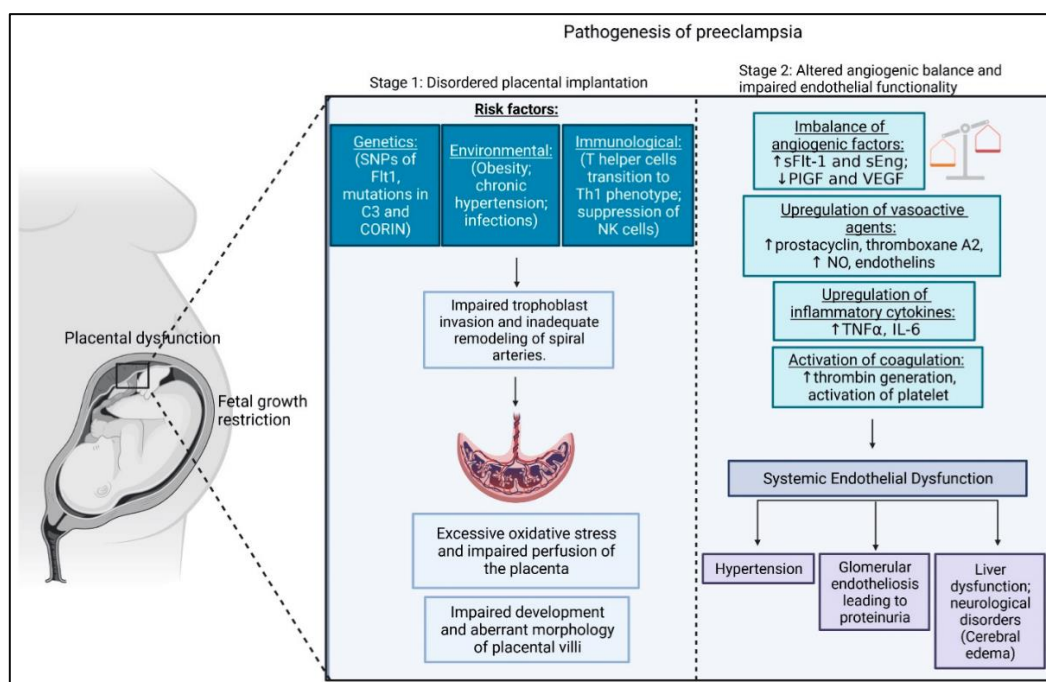 Pathogenesis of preeclampsia
Stage 1: Disordered placental implantation
Risk factors:
Genetics:
(SNPs of
Flt1,
mutations in
C3 and
CORIN)
Environmental:
(Obesity;
chronic
hypertension;
infections)
Immunological:
(T helper cells
transition to
Th1 phenotype;
suppression of
NK cells)
Impaired trophoblast
invasion and inadequate
remodeling of spiral
arteries.
Excessive oxidative stress
and impaired perfusion of
the placenta
Impaired development
and aberrant morphology
of placental villi
Placental dysfunction
Fetal growth
restriction
Stage 2: Altered angiogenic balance and
impaired endothelial functionality
Imbalance of
angiogenic factors:
↑sFlt-1 and sEng;
↓PIGF and VEGF
Upregulation of vasoactive
agents:
↑prostacyclin, thromboxane A2,
↑ NO, endothelins
Upregulation of
inflammatory cytokines:
↑TNFα, IL-6
Activation of coagulation:
↑thrombin generation,
activation of platelet
Systemic Endothelial Dysfunction
Hypertension
Glomerular
endotheliosis
leading to
proteinuria
Liver
dysfunction;
neurological
disorders
(Cerebral
edema)